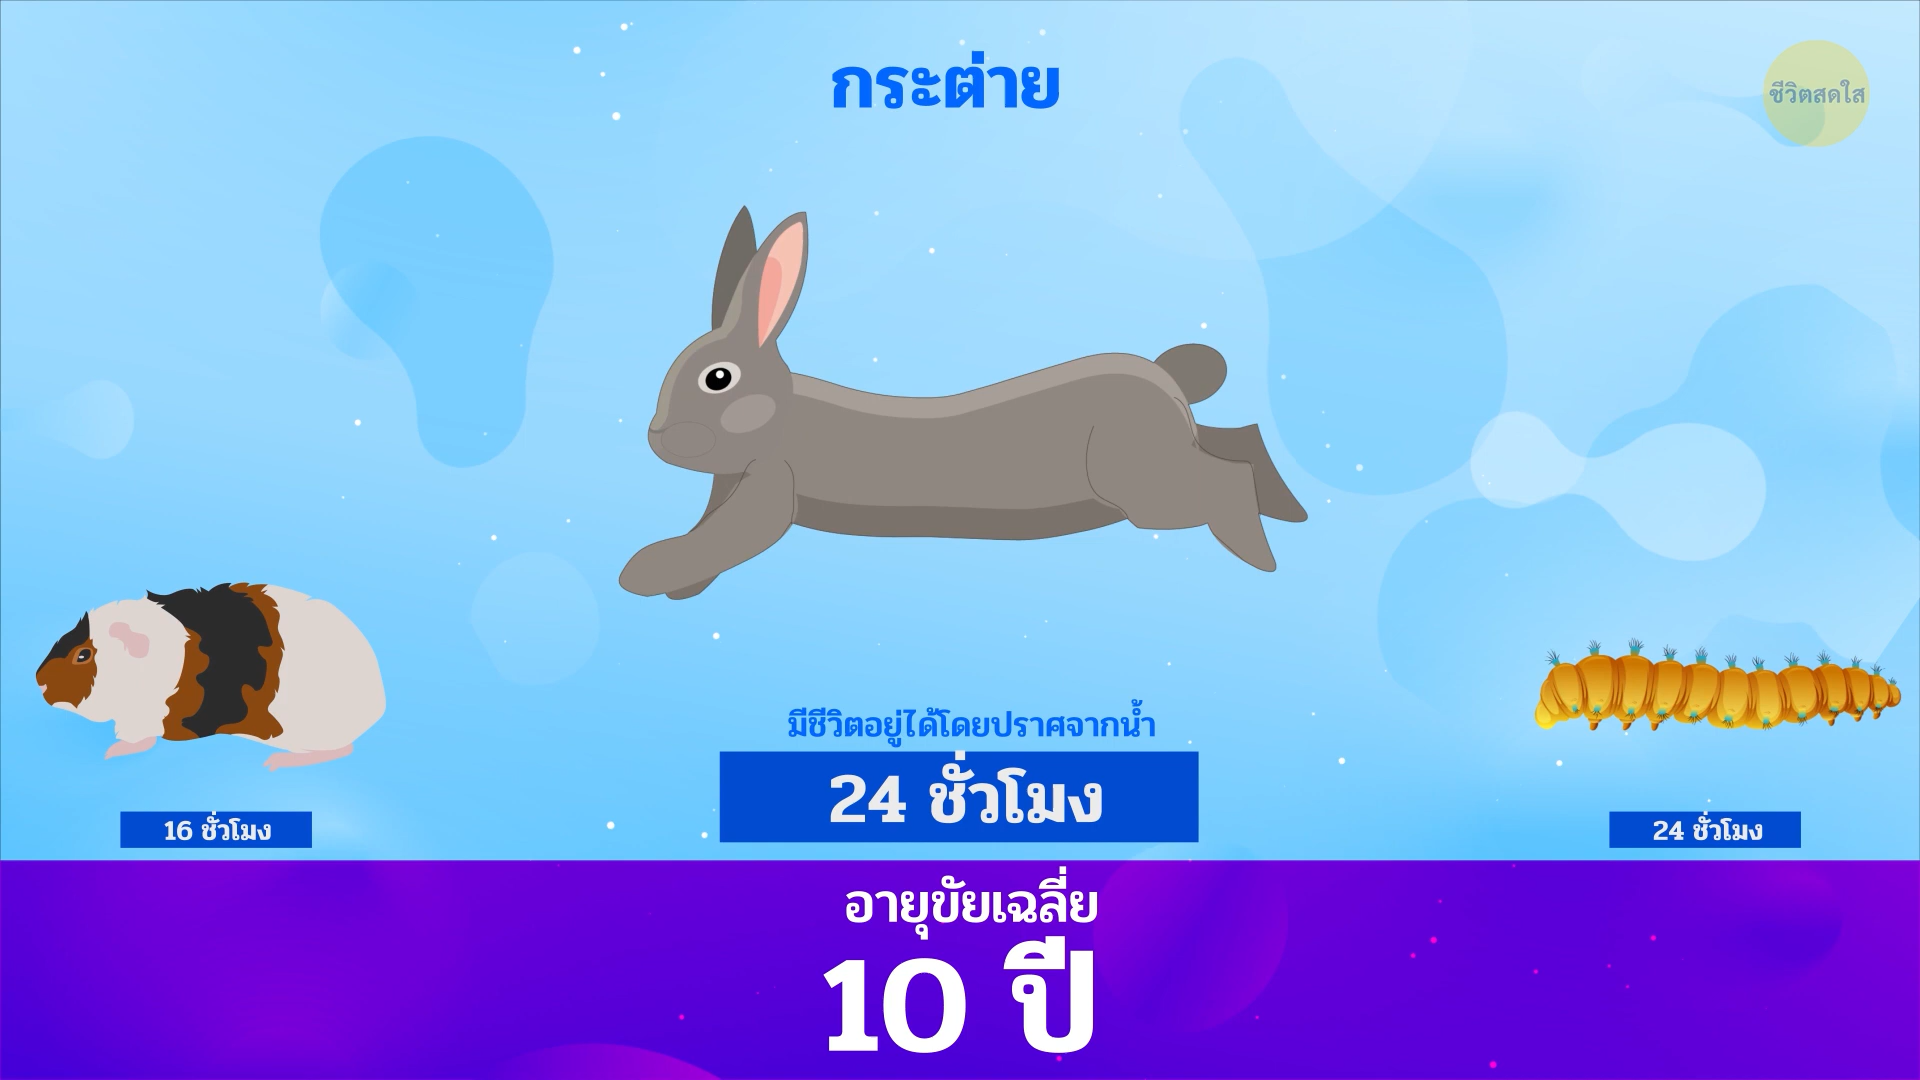 กระต่าย
ชีวิตสดใส
มีชีวิตอยู่ได้โดยปราศจากน้ำ
24 ชั่วโมง
16 ชั่วโมง
24 ชั่วโมง
อายุขัยเฉลี่ย
10 ปี